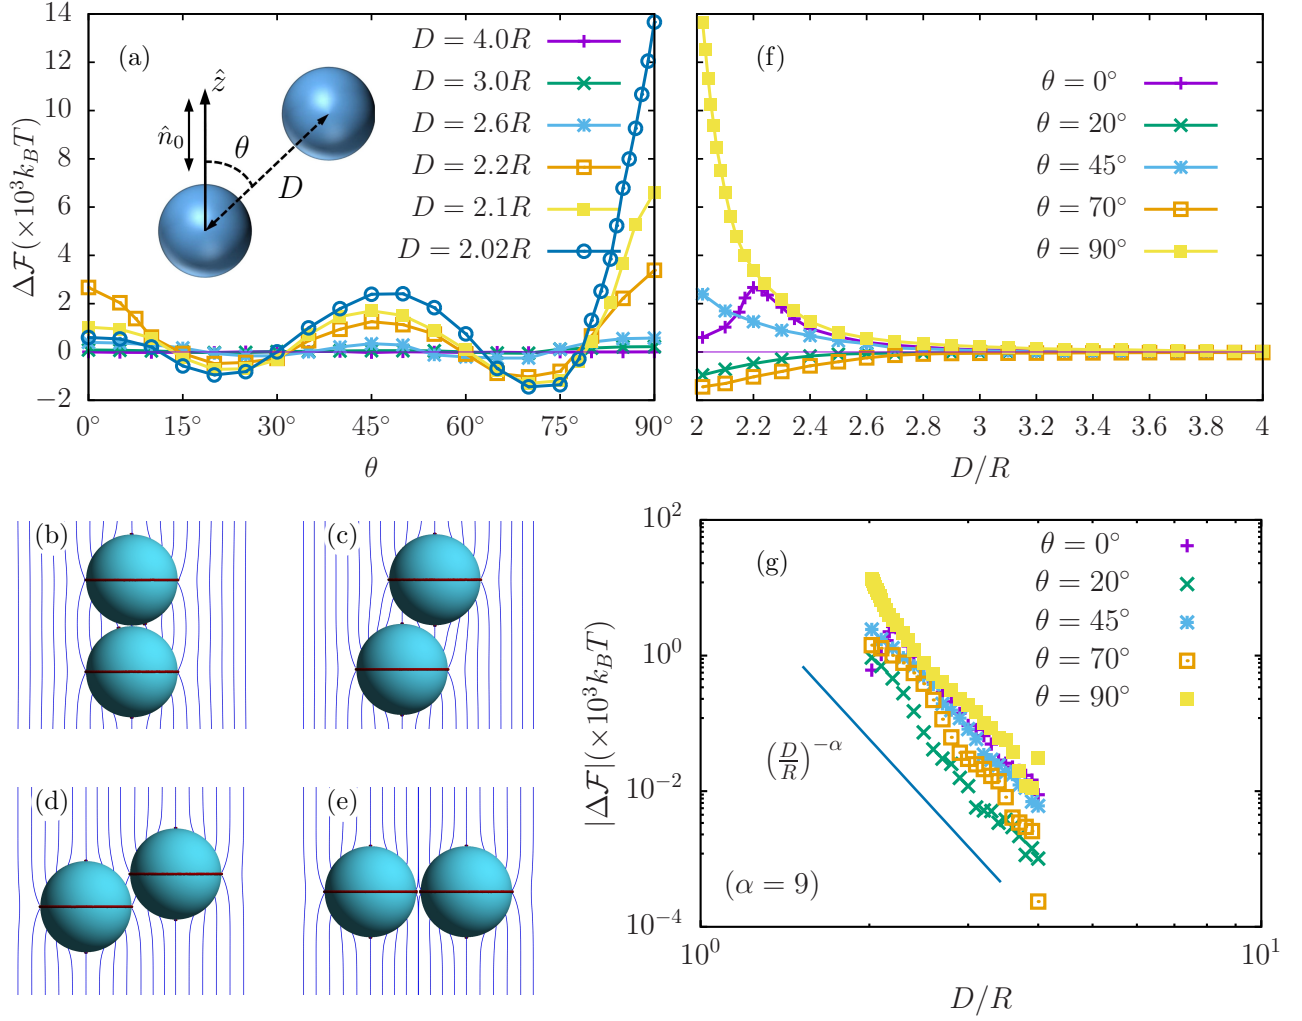 (a)
ẑ
n̂₀
θ
D
D = 4.0R
D = 3.0R
D = 2.6R
D = 2.2R
D = 2.1R
D = 2.02R
ΔF(×10³k_BT)
14
12
10
8
6
4
2
0
−2
0° 15° 30° 45° 60° 75° 90°
θ
(f)
θ = 0°
θ = 20°
θ = 45°
θ = 70°
θ = 90°
2 2.2 2.4 2.6 2.8 3 3.2 3.4 3.6 3.8 4
D/R
(b)
(c)
(d)
(e)
(g)
θ = 0°
θ = 20°
θ = 45°
θ = 70°
θ = 90°
(D/R)^−α
(α = 9)
|ΔF|(×10³k_BT)
10²
10⁰
10⁻²
10⁻⁴
10⁰ 10¹
D/R